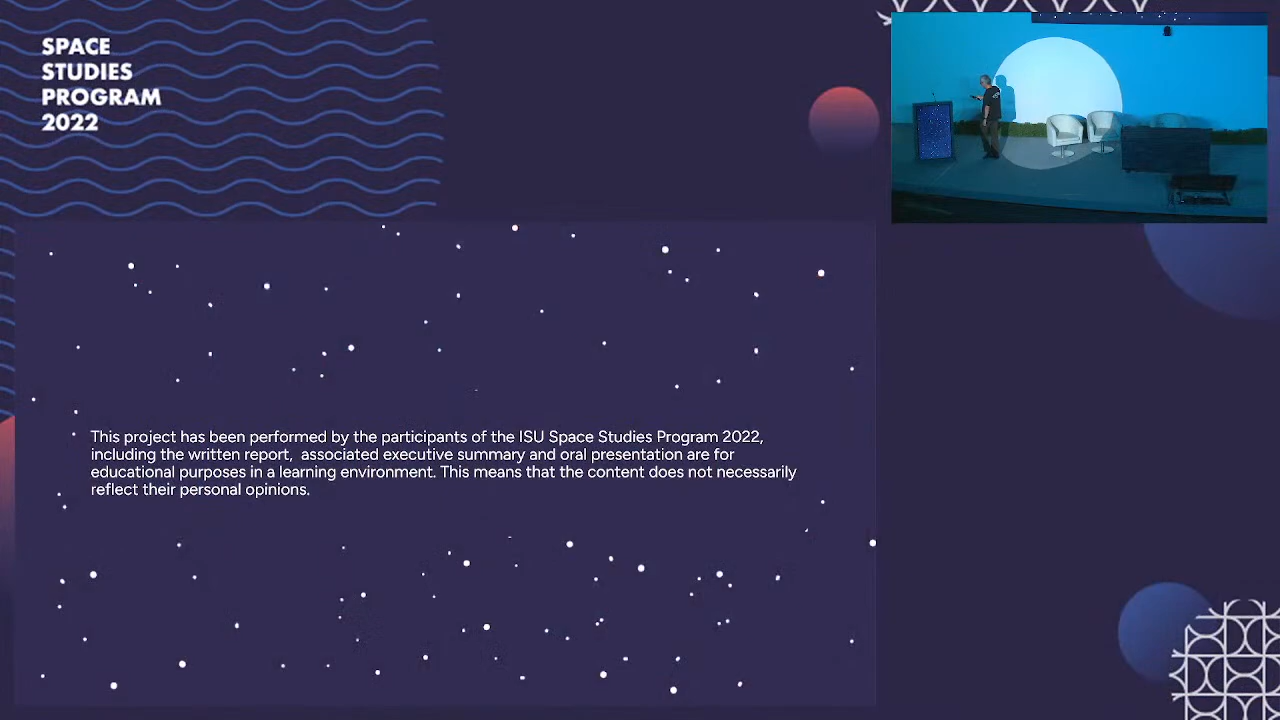 SPACE
STUDIES
PROGRAM
2022
This project has been performed by the participants of the ISU Space Studies Program 2022,
including the written report,  associated executive summary and oral presentation are for
educational purposes in a learning environment. This means that the content does not necessarily
reflect their personal opinions.